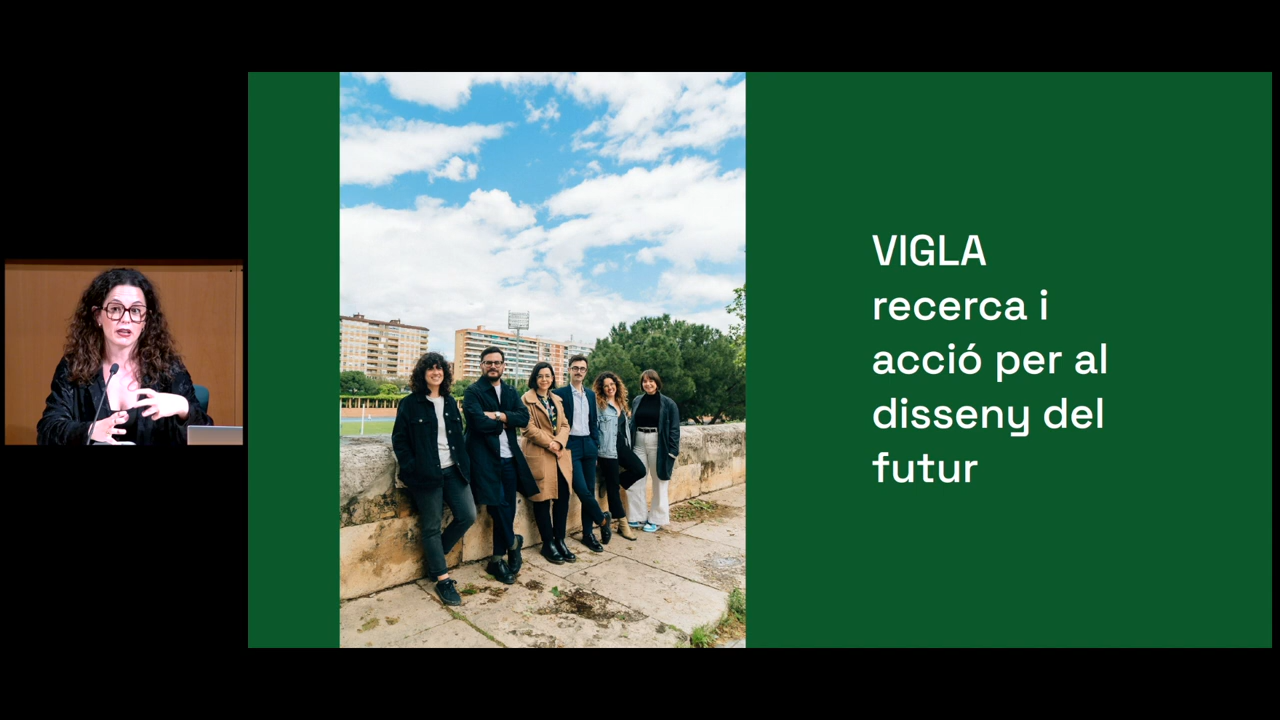 VIGLA
recerca i
acció per al
disseny del
futur